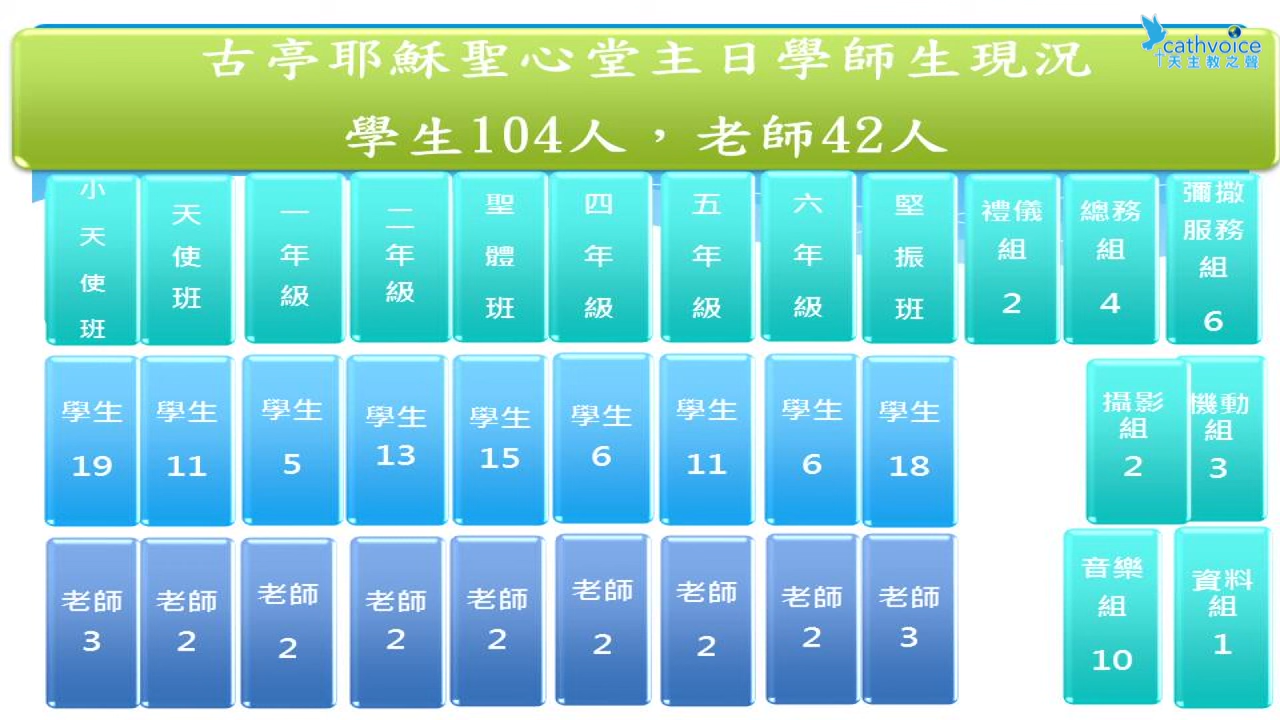 古亭耶穌聖心堂主日學師生現況
學生104人，老師42人
cathvoice
天主教之聲
小天使班
天使班
一年級
二年級
聖體班
四年級
五年級
六年級
堅振班
禮儀組
2
總務組
4
彌撒服務組
6
學生
19
學生
11
學生
5
學生
13
學生
15
學生
6
學生
11
學生
6
學生
18
攝影組
2
機動組
3
老師
3
老師
2
老師
2
老師
2
老師
2
老師
2
老師
2
老師
2
老師
3
音樂組
10
資料組
1